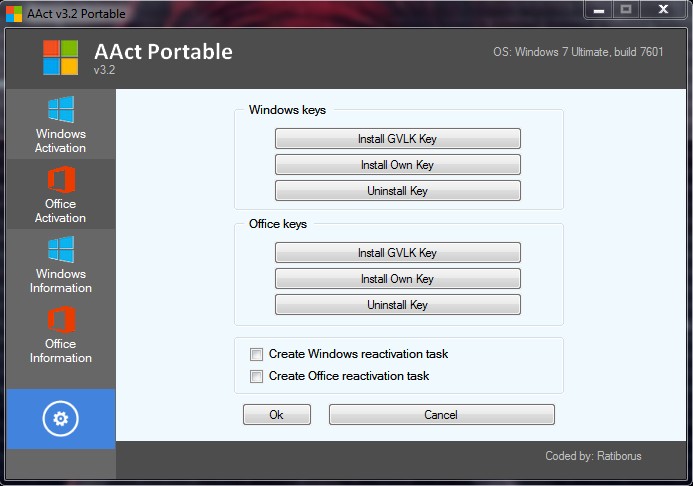 AAct v3.2 Portable
AAct Portable
v3.2
OS: Windows 7 Ultimate, build 7601
Windows
Activation
Office
Activation
Windows
Information
Office
Information
Windows keys
Install GVLK Key
Install Own Key
Uninstall Key
Office keys
Install GVLK Key
Install Own Key
Uninstall Key
Create Windows reactivation task
Create Office reactivation task
Ok
Cancel
Coded by: Ratiborus